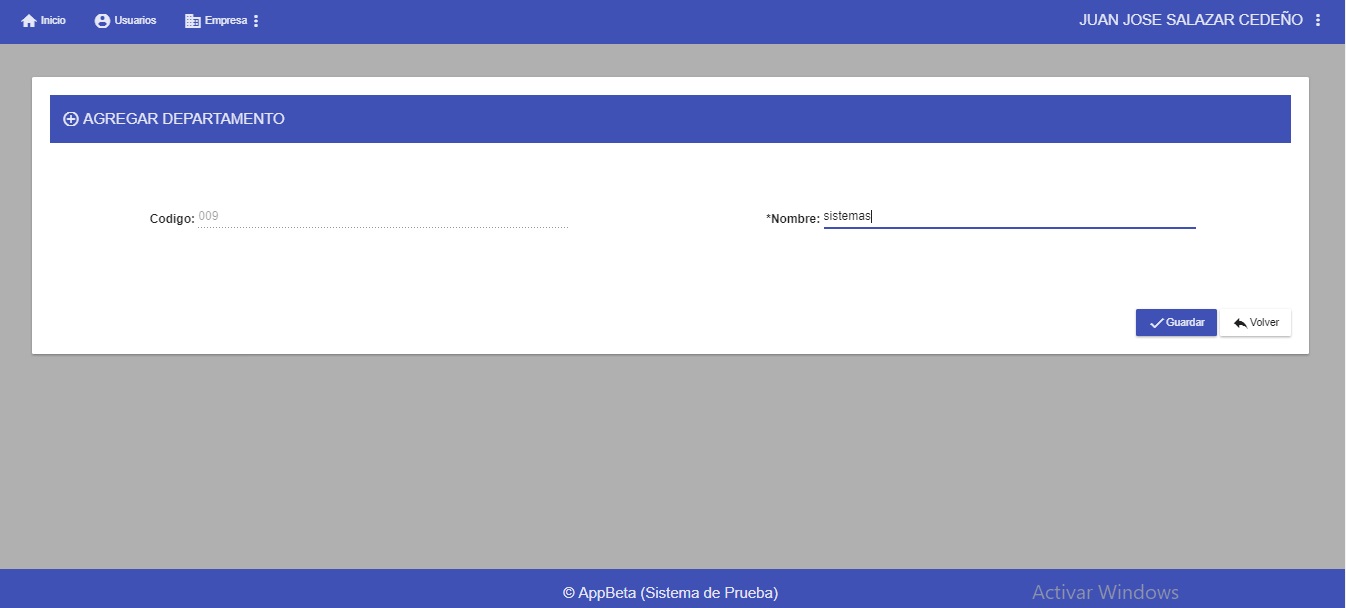 Inicio Usuarios Empresa JUAN JOSE SALAZAR CEDEÑO
AGREGAR DEPARTAMENTO
Codigo: 009 *Nombre: sistemas
Guardar Volver
© AppBeta (Sistema de Prueba) Activar Windows